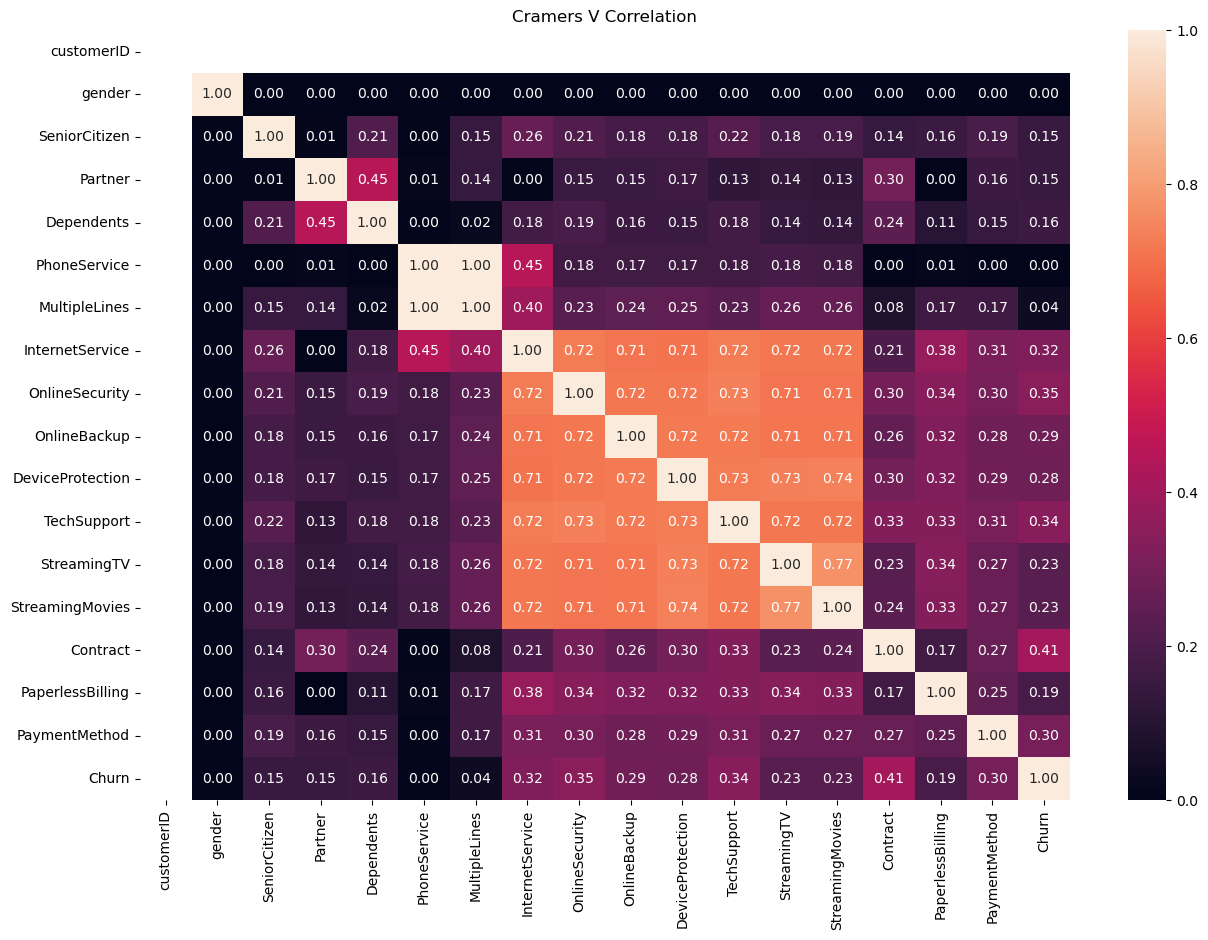 Cramers V Correlation
customerID
gender 1.00 0.00 0.00 0.00 0.00 0.00 0.00 0.00 0.00 0.00 0.00 0.00 0.00 0.00 0.00 0.00 0.00
SeniorCitizen 0.00 1.00 0.01 0.21 0.00 0.15 0.26 0.21 0.18 0.18 0.22 0.18 0.19 0.14 0.16 0.19 0.15
Partner 0.00 0.01 1.00 0.45 0.01 0.14 0.00 0.15 0.15 0.17 0.13 0.14 0.13 0.30 0.00 0.16 0.15
Dependents 0.00 0.21 0.45 1.00 0.00 0.02 0.18 0.19 0.16 0.15 0.18 0.14 0.14 0.24 0.11 0.15 0.16
PhoneService 0.00 0.00 0.01 0.00 1.00 1.00 0.45 0.18 0.17 0.17 0.18 0.18 0.18 0.00 0.01 0.00 0.00
MultipleLines 0.00 0.15 0.14 0.02 1.00 1.00 0.40 0.23 0.24 0.25 0.23 0.26 0.26 0.08 0.17 0.17 0.04
InternetService 0.00 0.26 0.00 0.18 0.45 0.40 1.00 0.72 0.71 0.71 0.72 0.72 0.72 0.21 0.38 0.31 0.32
OnlineSecurity 0.00 0.21 0.15 0.19 0.18 0.23 0.72 1.00 0.72 0.72 0.73 0.71 0.71 0.30 0.34 0.30 0.35
OnlineBackup 0.00 0.18 0.15 0.16 0.17 0.24 0.71 0.72 1.00 0.72 0.72 0.71 0.71 0.26 0.32 0.28 0.29
DeviceProtection 0.00 0.18 0.17 0.15 0.17 0.25 0.71 0.72 0.72 1.00 0.73 0.73 0.74 0.30 0.32 0.29 0.28
TechSupport 0.00 0.22 0.13 0.18 0.18 0.23 0.72 0.73 0.72 0.73 1.00 0.72 0.72 0.33 0.33 0.31 0.34
StreamingTV 0.00 0.18 0.14 0.14 0.18 0.26 0.72 0.71 0.71 0.73 0.72 1.00 0.77 0.23 0.34 0.27 0.23
StreamingMovies 0.00 0.19 0.13 0.14 0.18 0.26 0.72 0.71 0.71 0.74 0.72 0.77 1.00 0.24 0.33 0.27 0.23
Contract 0.00 0.14 0.30 0.24 0.00 0.08 0.21 0.30 0.26 0.30 0.33 0.23 0.24 1.00 0.17 0.27 0.41
PaperlessBilling 0.00 0.16 0.00 0.11 0.01 0.17 0.38 0.34 0.32 0.32 0.33 0.34 0.33 0.17 1.00 0.25 0.19
PaymentMethod 0.00 0.19 0.16 0.15 0.00 0.17 0.31 0.30 0.28 0.29 0.31 0.27 0.27 0.27 0.25 1.00 0.30
Churn 0.00 0.15 0.15 0.16 0.00 0.04 0.32 0.35 0.29 0.28 0.34 0.23 0.23 0.41 0.19 0.30 1.00
customerID
gender
SeniorCitizen
Partner
Dependents
PhoneService
MultipleLines
InternetService
OnlineSecurity
OnlineBackup
DeviceProtection
TechSupport
StreamingTV
StreamingMovies
Contract
PaperlessBilling
PaymentMethod
Churn
1.0
0.8
0.6
0.4
0.2
0.0